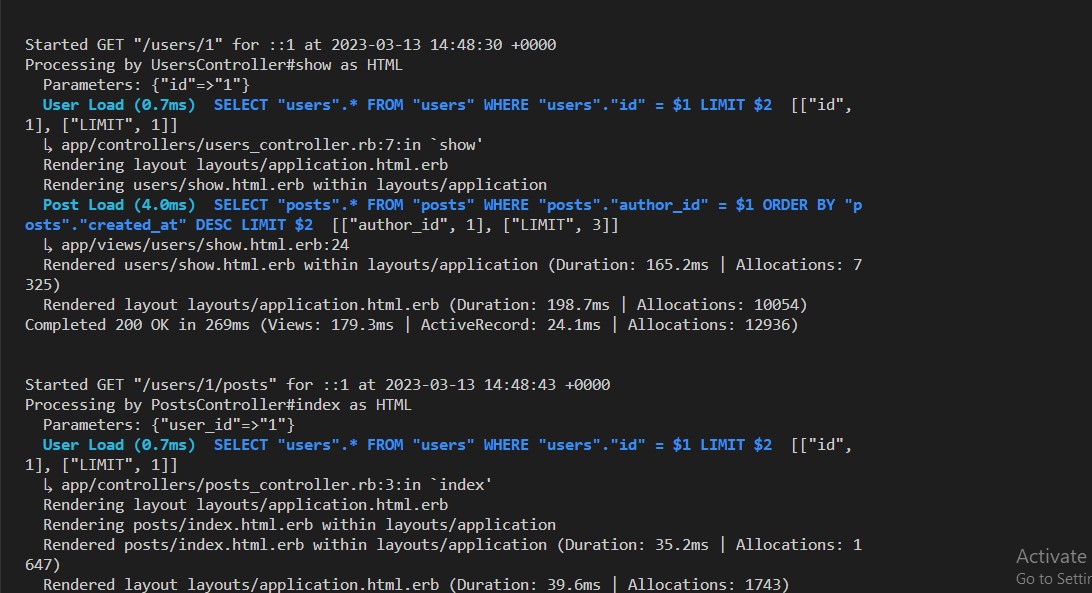 Started GET "/users/1" for ::1 at 2023-03-13 14:48:30 +0000
Processing by UsersController#show as HTML
  Parameters: {"id"=>"1"}
  User Load (0.7ms)  SELECT "users".* FROM "users" WHERE "users"."id" = $1 LIMIT $2  [["id",
1], ["LIMIT", 1]]
  ↳ app/controllers/users_controller.rb:7:in `show'
  Rendering layout layouts/application.html.erb
  Rendering users/show.html.erb within layouts/application
  Post Load (4.0ms)  SELECT "posts".* FROM "posts" WHERE "posts"."author_id" = $1 ORDER BY "p
osts"."created_at" DESC LIMIT $2  [["author_id", 1], ["LIMIT", 3]]
  ↳ app/views/users/show.html.erb:24
  Rendered users/show.html.erb within layouts/application (Duration: 165.2ms | Allocations: 7
325)
  Rendered layout layouts/application.html.erb (Duration: 198.7ms | Allocations: 10054)
Completed 200 OK in 269ms (Views: 179.3ms | ActiveRecord: 24.1ms | Allocations: 12936)
Started GET "/users/1/posts" for ::1 at 2023-03-13 14:48:43 +0000
Processing by PostsController#index as HTML
  Parameters: {"user_id"=>"1"}
  User Load (0.7ms)  SELECT "users".* FROM "users" WHERE "users"."id" = $1 LIMIT $2  [["id",
1], ["LIMIT", 1]]
  ↳ app/controllers/posts_controller.rb:3:in `index'
  Rendering layout layouts/application.html.erb
  Rendering posts/index.html.erb within layouts/application
  Rendered posts/index.html.erb within layouts/application (Duration: 35.2ms | Allocations: 1
647)
  Rendered layout layouts/application.html.erb (Duration: 39.6ms | Allocations: 1743)
Activate
Go to Settin